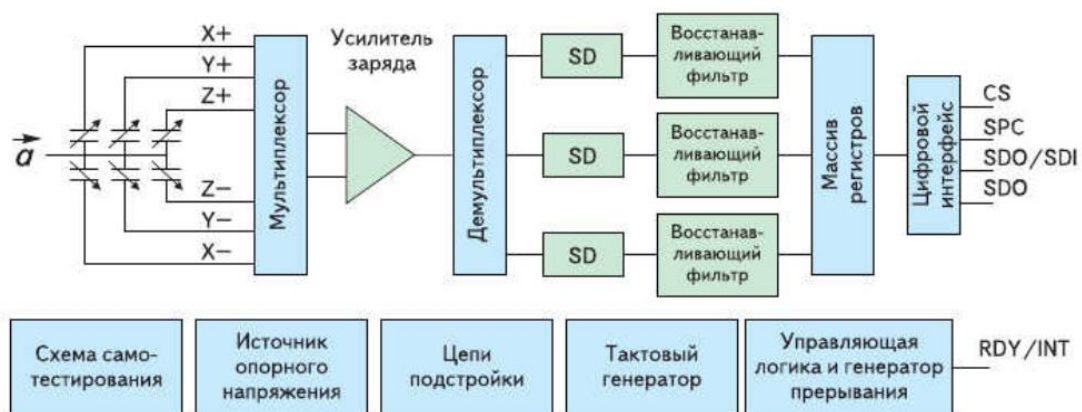 X+
Y+
Z+
a
Z−
Y−
X−
Мультиплексор
Усилитель
заряда
Демультиплексор
SD
SD
SD
Восстанав-
ливающий
фильтр
Восстанав-
ливающий
фильтр
Восстанав-
ливающий
фильтр
Массив
регистров
Цифровой
интерфейс
CS
SPC
SDO/SDI
SDO
Схема само-
тестирования
Источник
опорного
напряжения
Цепи
подстройки
Тактовый
генератор
Управляющая
логика и генератор
прерывания
RDY/INT